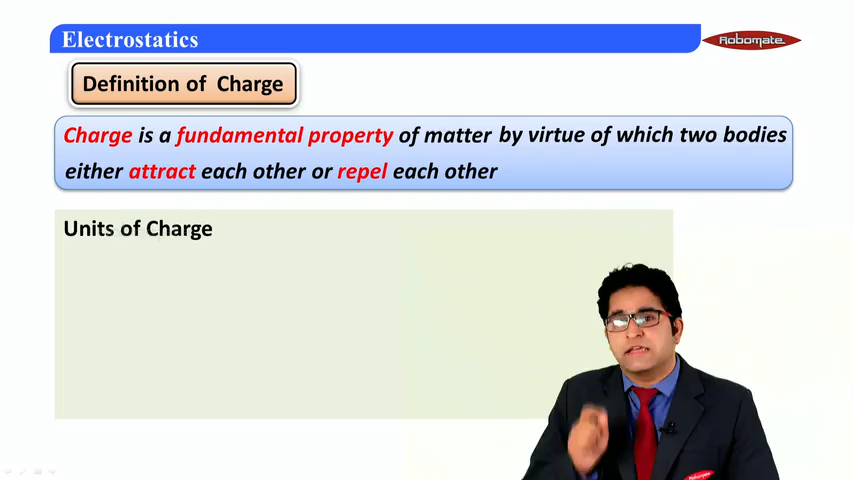 Electrostatics
Robomate
Definition of Charge
Charge is a fundamental property of matter by virtue of which two bodies
either attract each other or repel each other
Units of Charge
Robomate